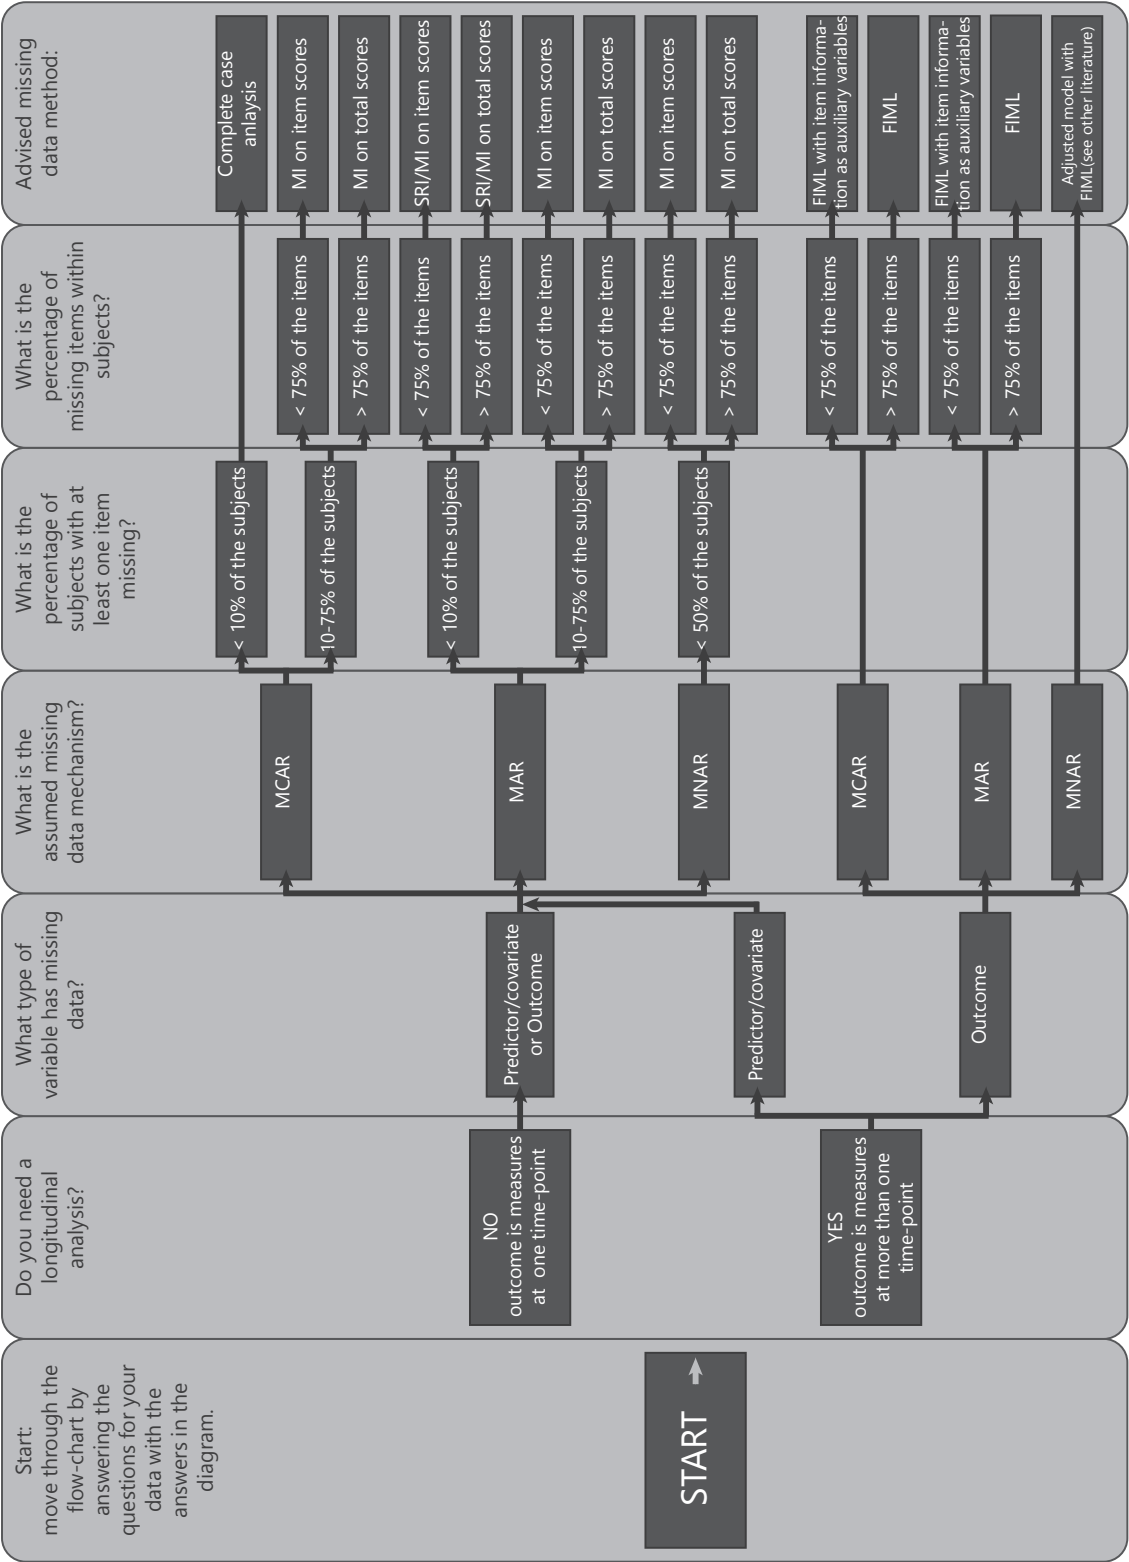 Start:
move through the
flow-chart by
answering the
questions for your
data with the
answers in the
diagram.
START
Do you need a
longitudinal
analysis?
NO
outcome is measures
at one time-point
YES
outcome is measures
at more than one
time-point
What type of
variable has missing
data?
Predictor/covariate
or Outcome
Predictor/covariate
Outcome
What is the
assumed missing
data mechanism?
MCAR
MAR
MNAR
MCAR
MAR
MNAR
What is the
percentage of
subjects with at
least one item
missing?
< 10% of the subjects
10-75% of the subjects
< 10% of the subjects
10-75% of the subjects
< 50% of the subjects
What is the
percentage of
missing items within
subjects?
< 75% of the items
> 75% of the items
< 75% of the items
> 75% of the items
< 75% of the items
> 75% of the items
< 75% of the items
> 75% of the items
< 75% of the items
> 75% of the items
< 75% of the items
> 75% of the items
Advised missing
data method:
Complete case
anlaysis
MI on item scores
MI on total scores
SRI/MI on item scores
SRI/MI on total scores
MI on item scores
MI on total scores
MI on item scores
MI on total scores
FIML with item informa-
tion as auxiliary variables
FIML
FIML with item informa-
tion as auxiliary variables
FIML
Adjusted model with
FIML(see other literature)